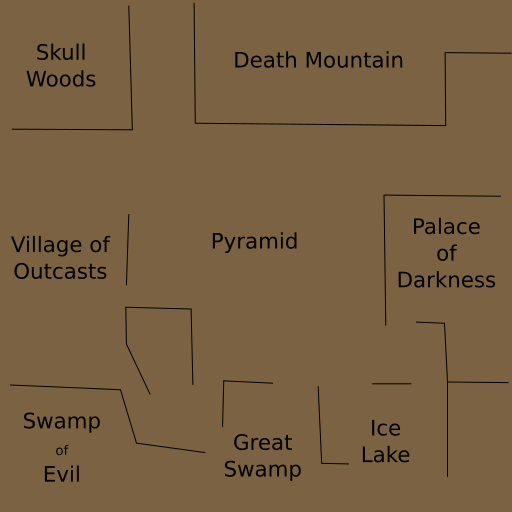 Skull
Woods
Death Mountain
Village of
Outcasts
Pyramid
Palace
of
Darkness
Swamp
of
Evil
Great
Swamp
Ice
Lake